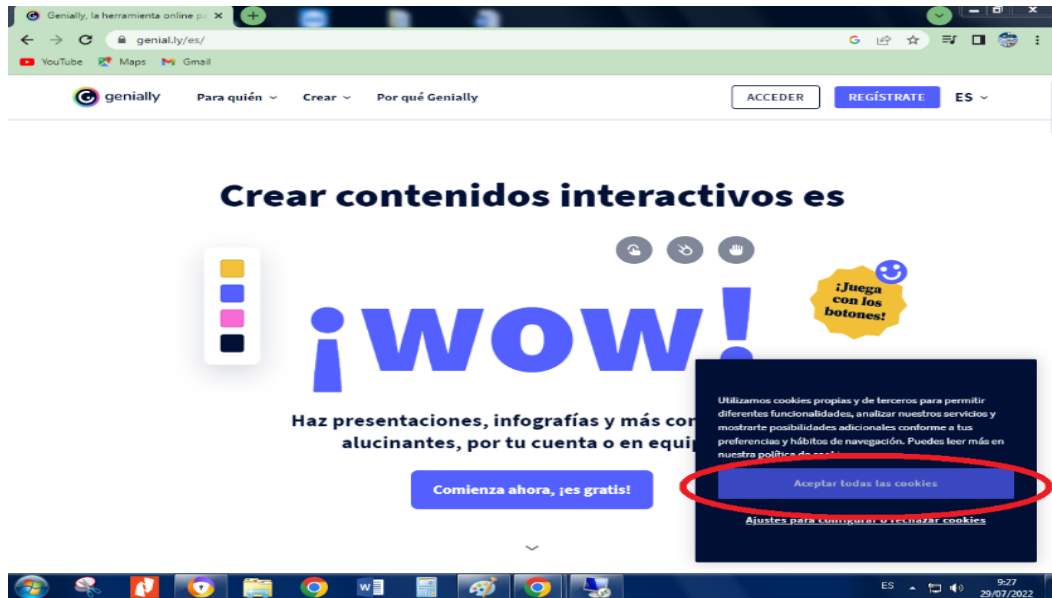 Genially, la herramienta online pa
genial.ly/es/
YouTube Maps Gmail
genially Para quién Crear Por qué Genially ACCEDER REGÍSTRATE ES
Crear contenidos interactivos es
¡WOW!
¡Juega
con los
botones!
Haz presentaciones, infografías y más con
alucinantes, por tu cuenta o en equip
Comienza ahora, ¡es gratis!
Utilizamos cookies propias y de terceros para permitir
diferentes funcionalidades, analizar nuestros servicios y
mostrarte posibilidades adicionales conforme a tus
preferencias y hábitos de navegación. Puedes leer más en
nuestra política de
Aceptar todas las cookies
Ajustes para configurar o rechazar cookies
ES 9:27
29/07/2022